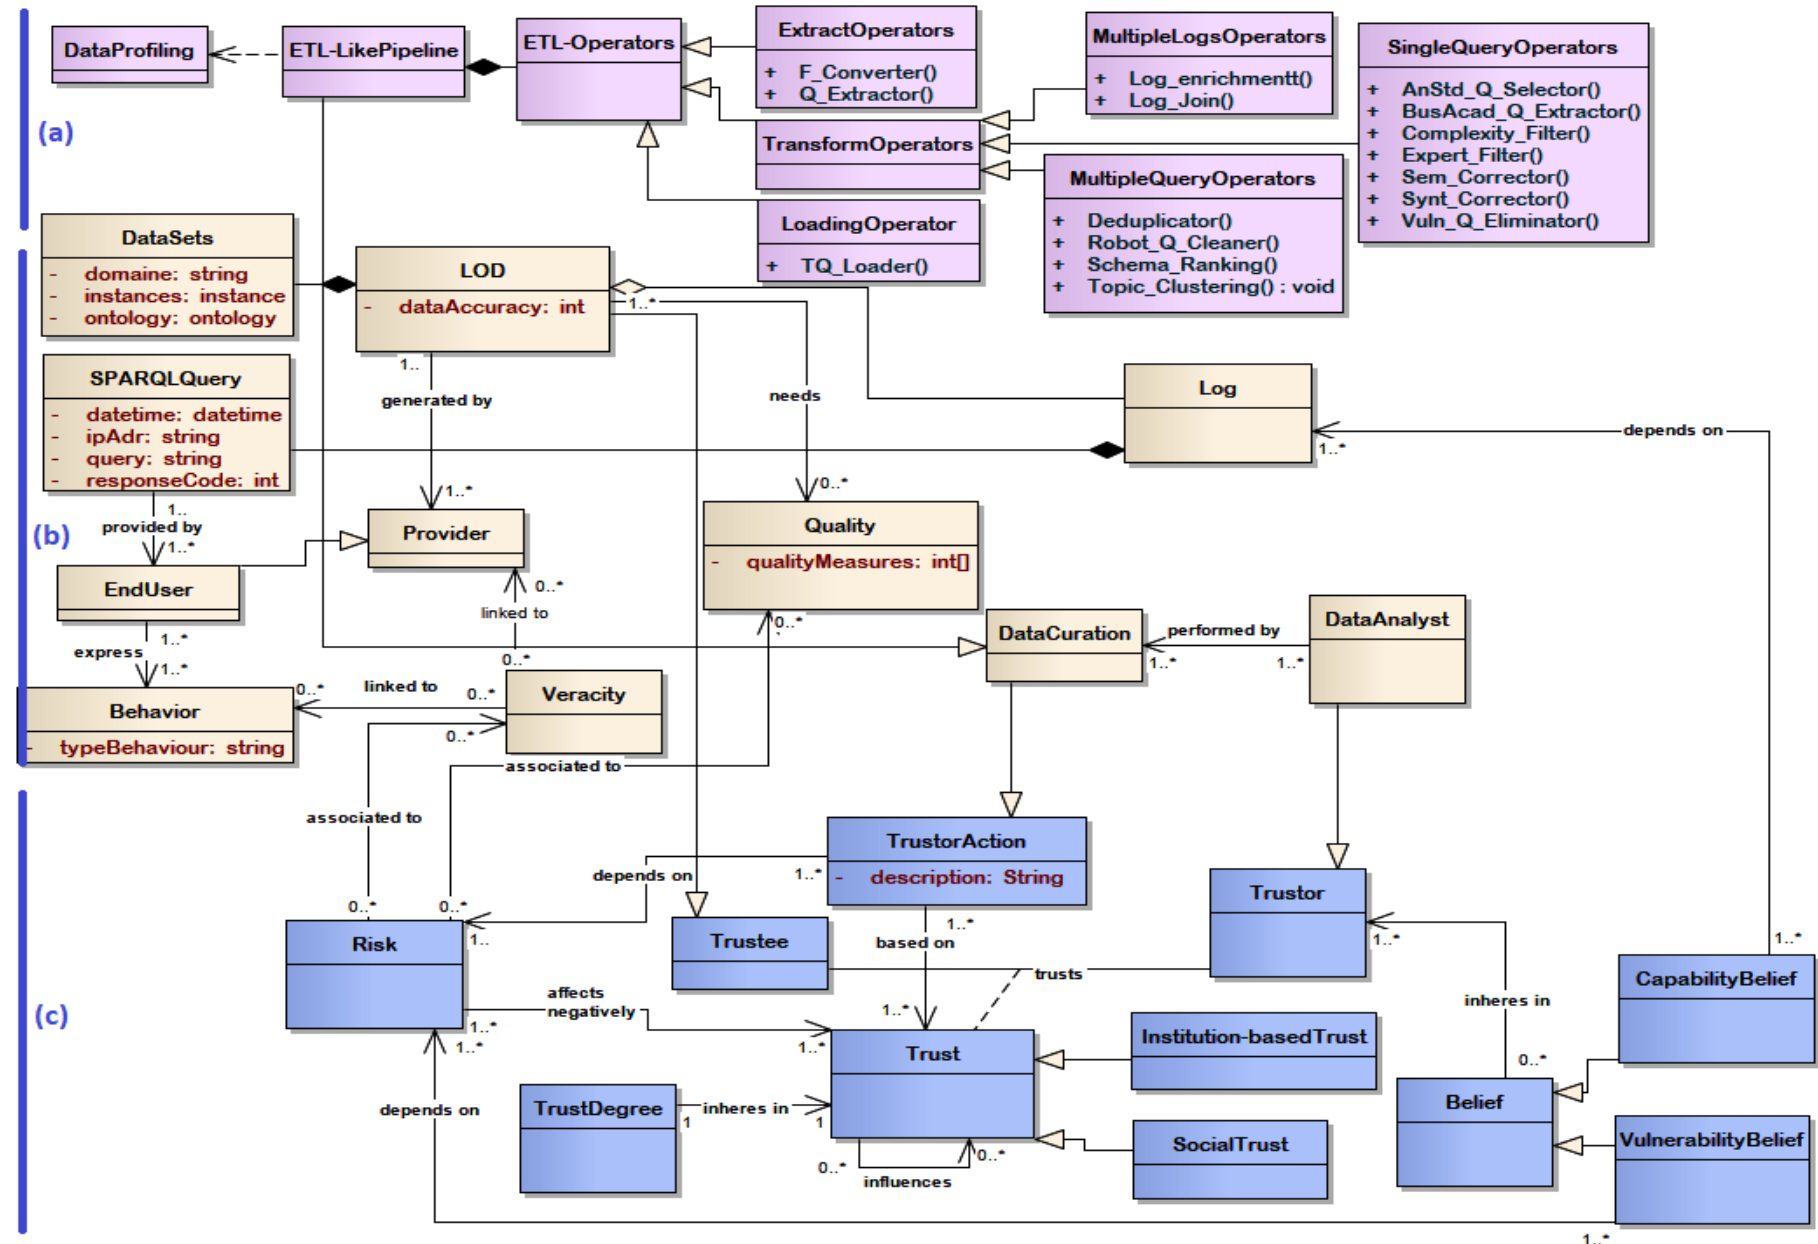 (a)
DataProfiling
ETL-LikePipeline
ETL-Operators
ExtractOperators
+ F_Converter()
+ Q_Extractor()
MultipleLogsOperators
+ Log_enrichmentt()
+ Log_Join()
SingleQueryOperators
+ AnStd_Q_Selector()
+ BusAcad_Q_Extractor()
+ Complexity_Filter()
+ Expert_Filter()
+ Sem_Corrector()
+ Synt_Corrector()
+ Vuln_Q_Eliminator()
TransformOperators
MultipleQueryOperators
+ Deduplicator()
+ Robot_Q_Cleaner()
+ Schema_Ranking()
+ Topic_Clustering() : void
LoadingOperator
+ TQ_Loader()
(b)
DataSets
- domaine: string
- instances: instance
- ontology: ontology
LOD
- dataAccuracy: int
1..*
1..
generated by
1..*
needs
0..*
Log
depends on
1..*
SPARQLQuery
- datetime: datetime
- ipAdr: string
- query: string
- responseCode: int
1..
provided by
1..*
Provider
0..*
linked to
0..*
Quality
- qualityMeasures: int[]
0..*
EndUser
1..*
express
1..*
DataCuration
performed by
1..*
1..*
DataAnalyst
Behavior
- typeBehaviour: string
0..*
linked to
0..*
Veracity
0..*
associated to
associated to
0..*
0..*
(c)
TrustorAction
- description: String
depends on
1..*
1..
1..*
based on
1..*
Risk
Trustee
trusts
Trustor
1..*
inheres in
0..*
1..*
CapabilityBelief
affects
negatively
1..*
1..*
1..*
Trust
Institution-basedTrust
SocialTrust
TrustDegree
1
inheres in
1
0..*
influences
0..*
Belief
VulnerabilityBelief
depends on
1..*